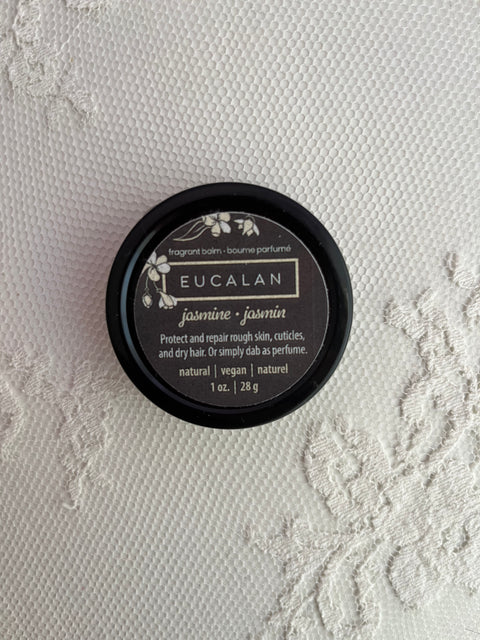 fragrant balm • baume parfumé
EUCALAN
jasmine • jasmin
Protect and repair rough skin, cuticles,
and dry hair. Or simply dab as perfume.
natural | vegan | naturel
1 oz. | 28 g